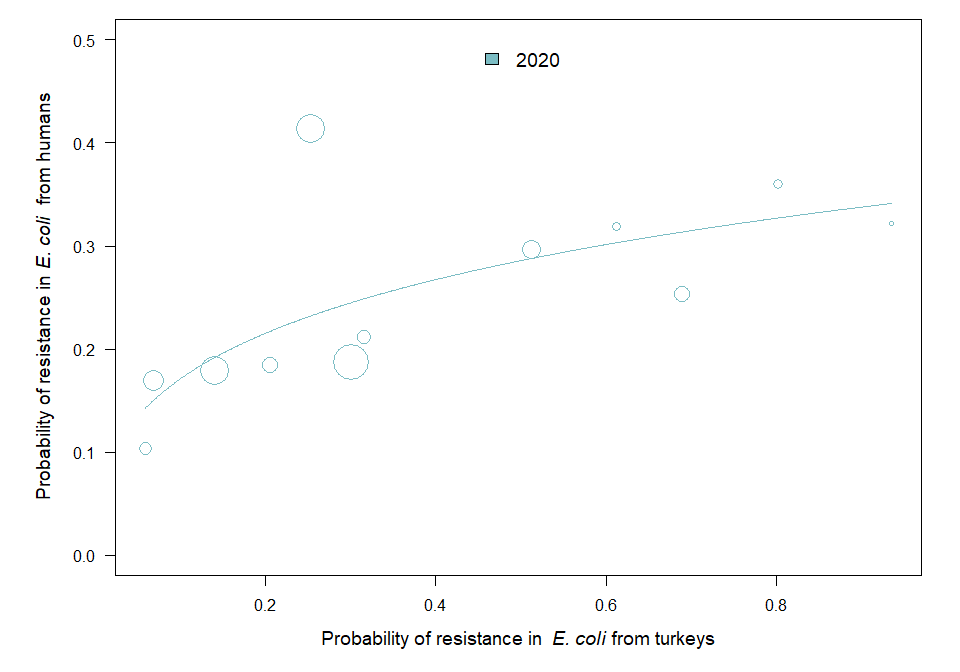 2020
0.5
0.4
0.3
0.2
0.1
0.0
Probability of resistance in E. coli from humans
0.2 0.4 0.6 0.8
Probability of resistance in E. coli from turkeys